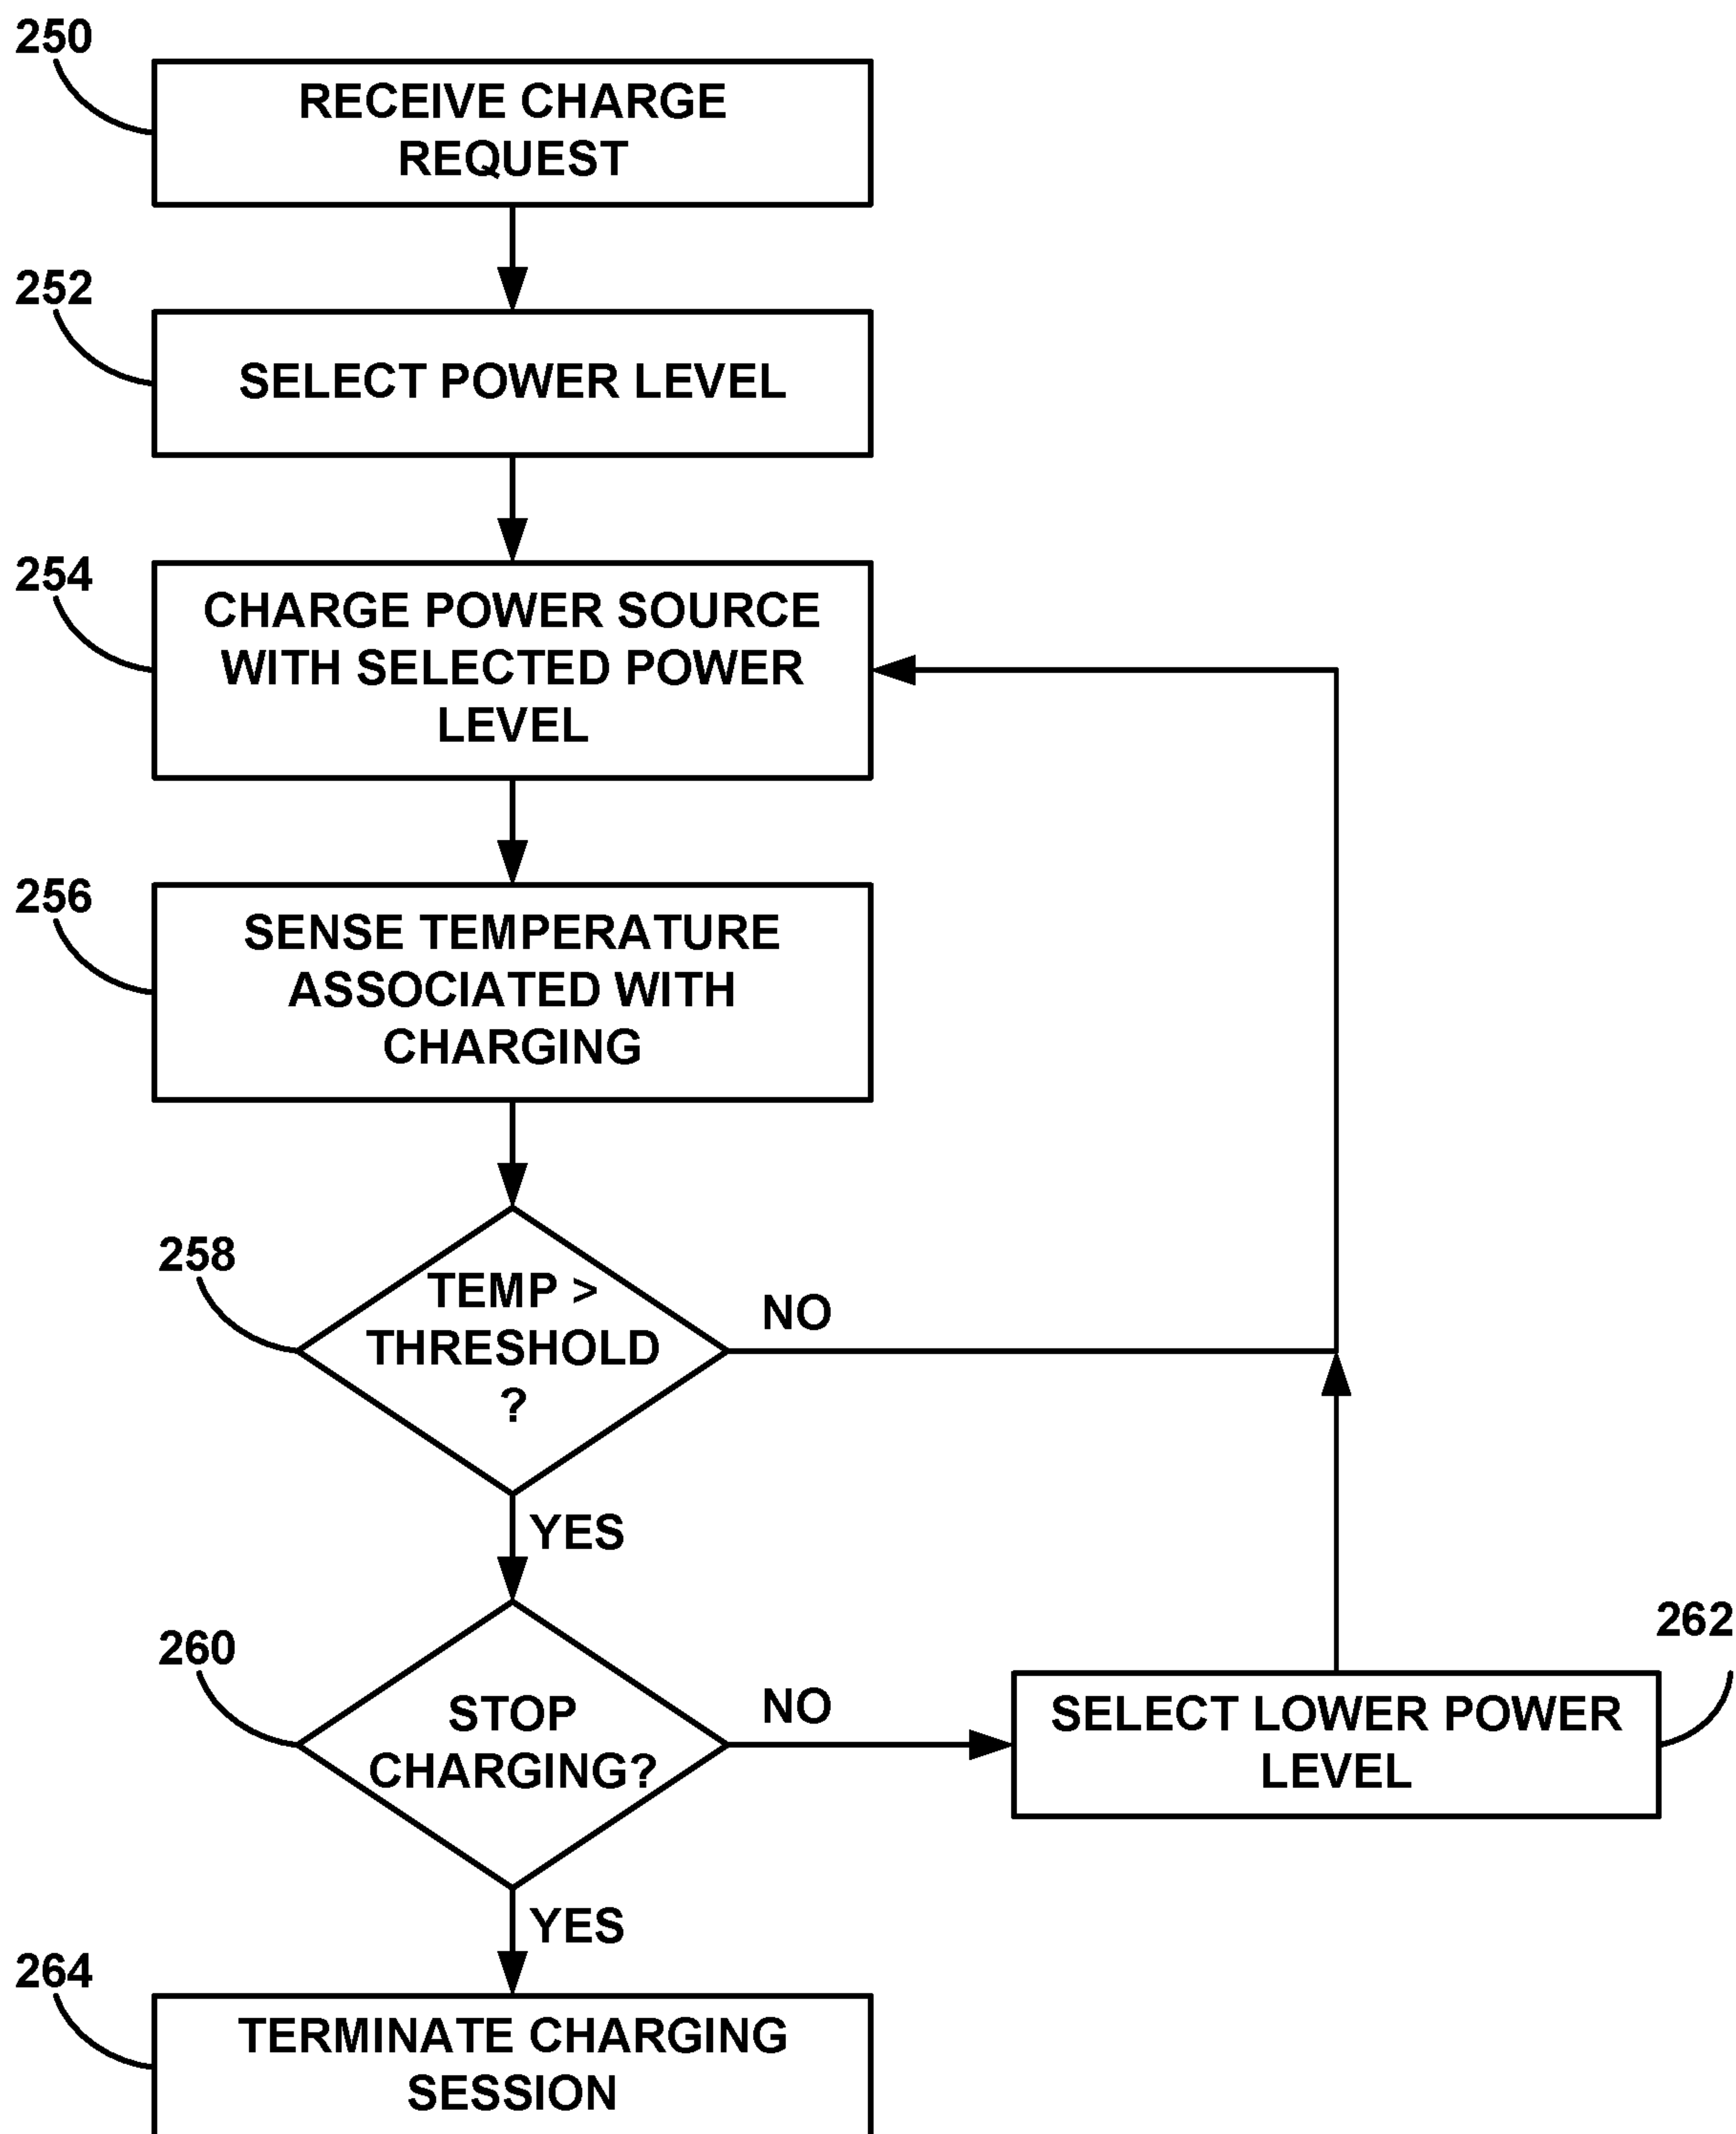 250
RECEIVE CHARGE
REQUEST
252
SELECT POWER LEVEL
254
CHARGE POWER SOURCE
WITH SELECTED POWER
LEVEL
256
SENSE TEMPERATURE
ASSOCIATED WITH
CHARGING
258
TEMP >
THRESHOLD
?
NO
YES
260
STOP
CHARGING?
NO
262
SELECT LOWER POWER
LEVEL
YES
264
TERMINATE CHARGING
SESSION